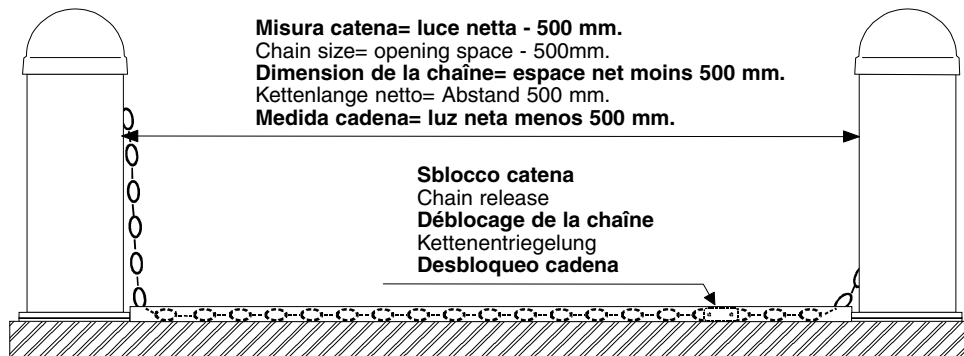 Misura catena= luce netta - 500 mm.
Chain size= opening space - 500mm.
Dimension de la chaîne= espace net moins 500 mm.
Kettenlange netto= Abstand 500 mm.
Medida cadena= luz neta menos 500 mm.
Sblocco catena
Chain release
Déblocage de la chaîne
Kettenentriegelung
Desbloqueo cadena